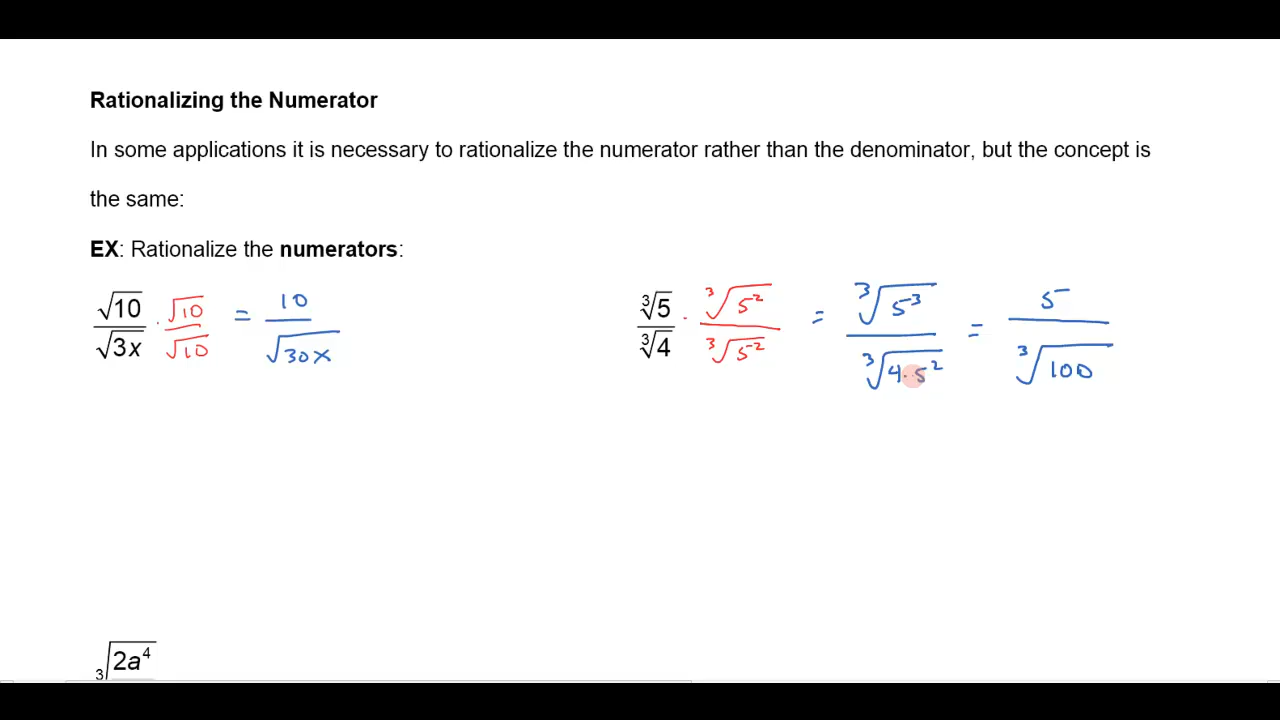 Rationalizing the Numerator
In some applications it is necessary to rationalize the numerator rather than the denominator, but the concept is
the same:
EX: Rationalize the numerators:
√10/√3x · √10/√10 = 10/√30x
∛5/∛4 · ∛5²/∛5² = ∛5³/∛4·5² = 5/∛100
∛2a⁴